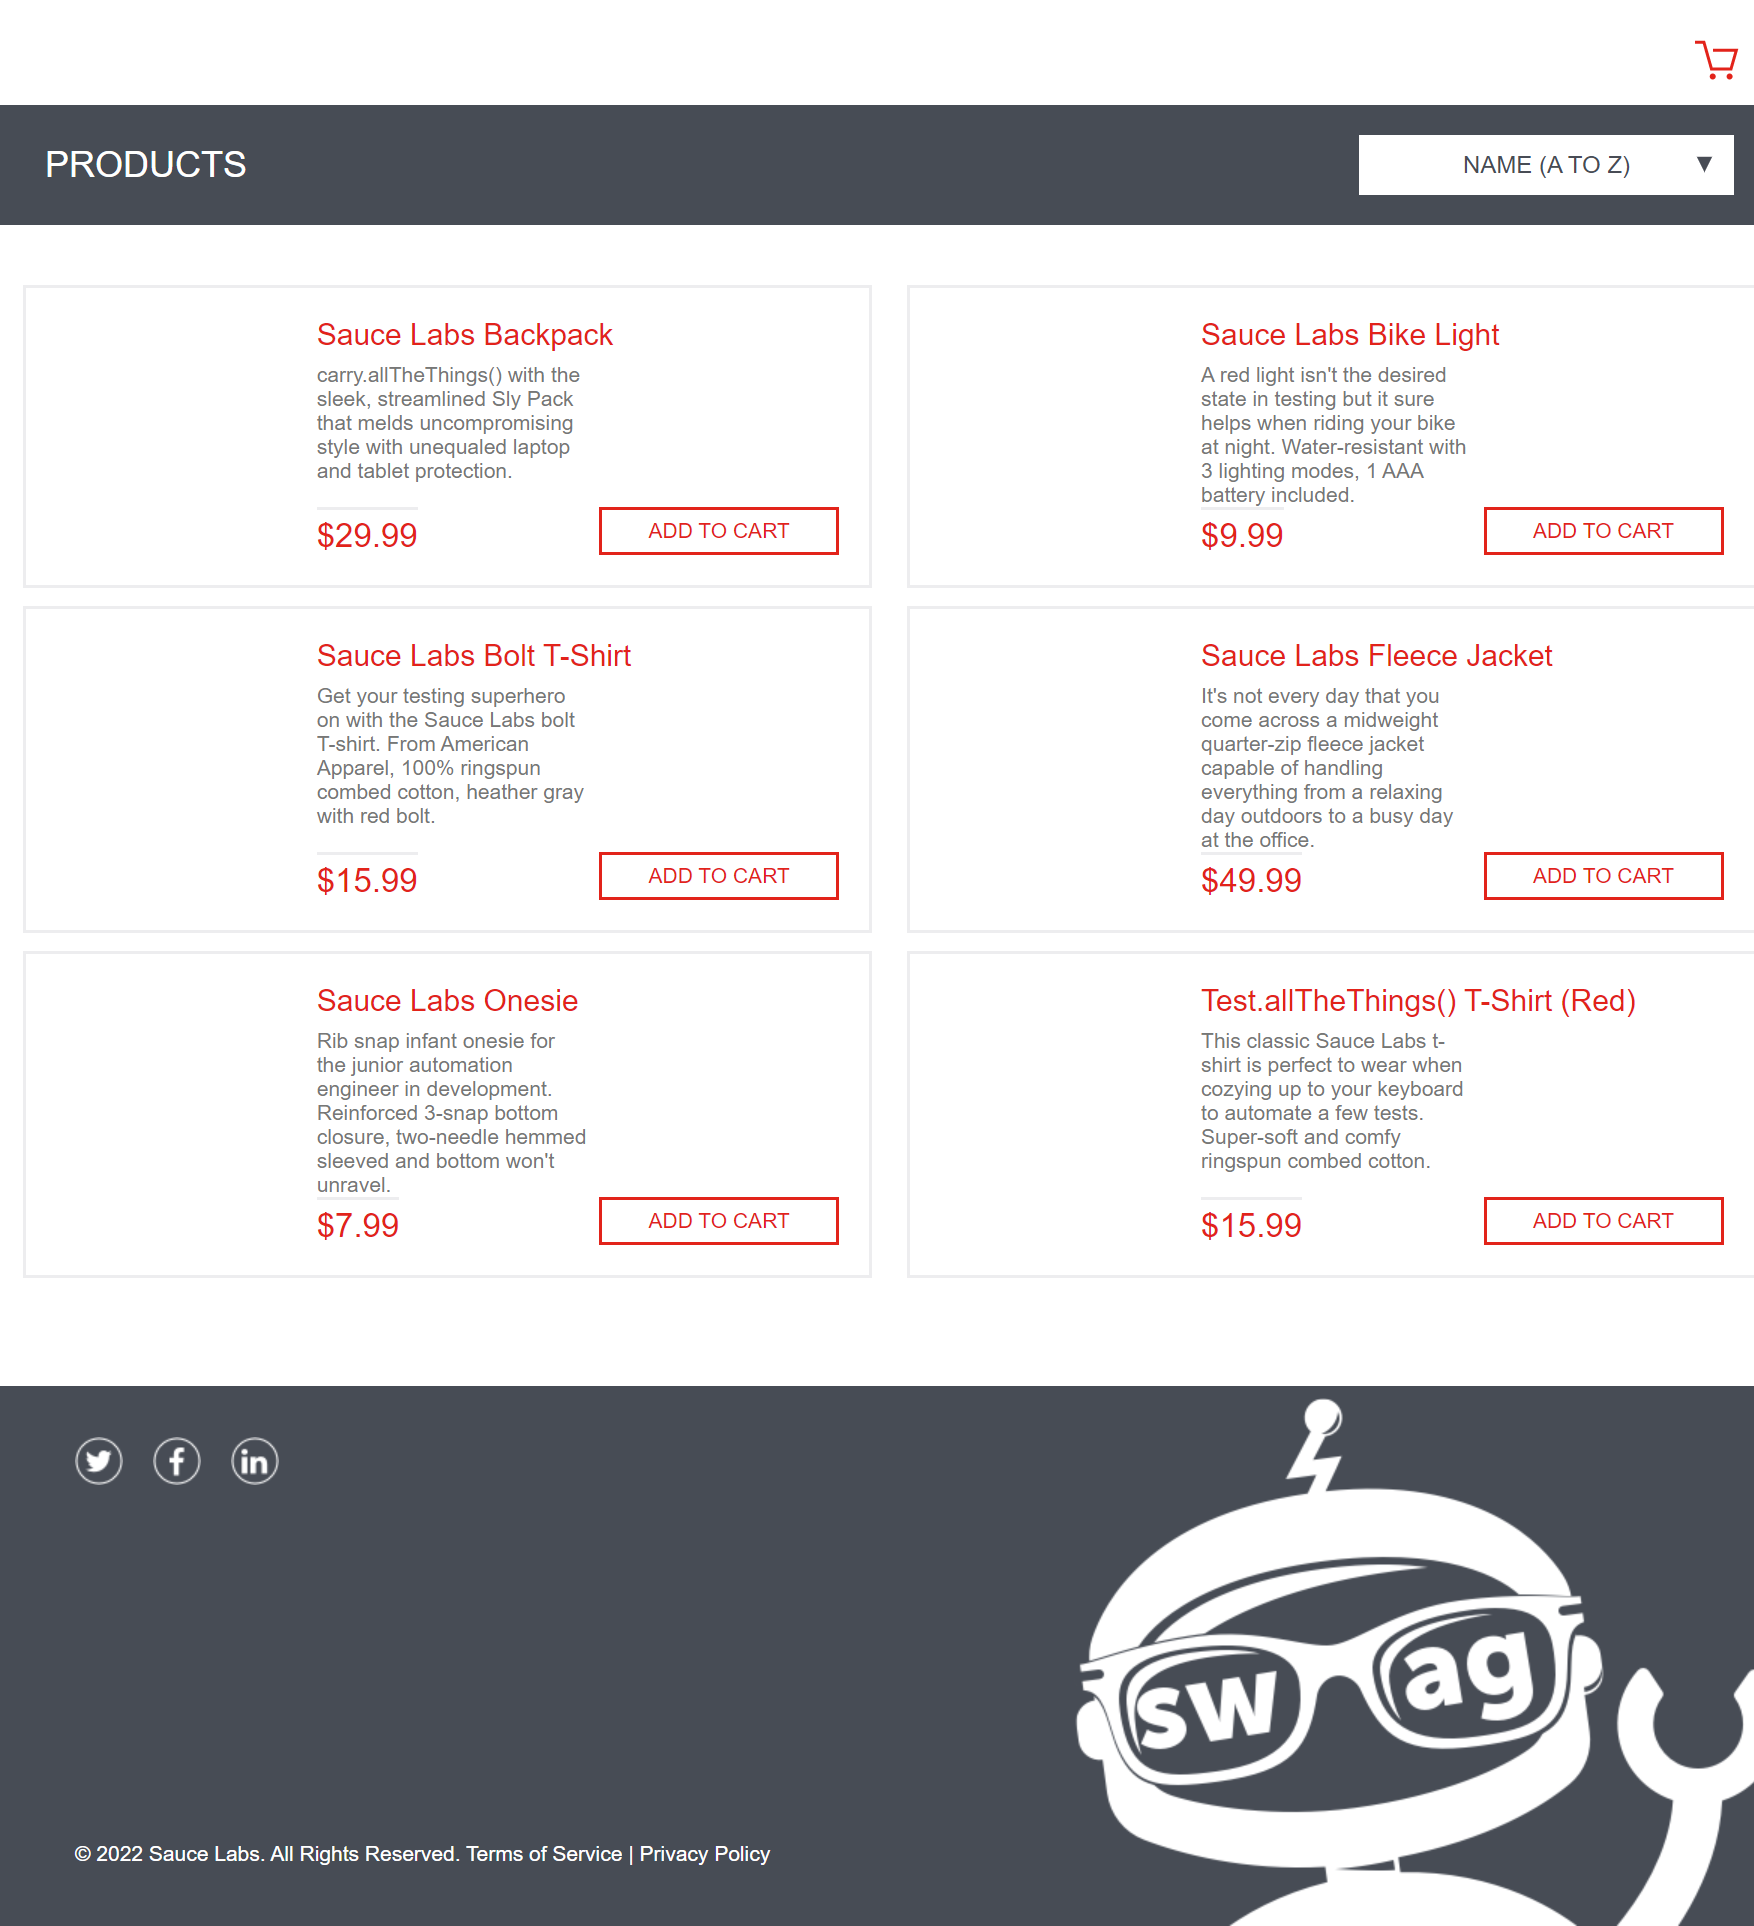 PRODUCTS
NAME (A TO Z)
Sauce Labs Backpack
carry.allTheThings() with the
sleek, streamlined Sly Pack
that melds uncompromising
style with unequaled laptop
and tablet protection.
$29.99
ADD TO CART
Sauce Labs Bike Light
A red light isn't the desired
state in testing but it sure
helps when riding your bike
at night. Water-resistant with
3 lighting modes, 1 AAA
battery included.
$9.99
ADD TO CART
Sauce Labs Bolt T-Shirt
Get your testing superhero
on with the Sauce Labs bolt
T-shirt. From American
Apparel, 100% ringspun
combed cotton, heather gray
with red bolt.
$15.99
ADD TO CART
Sauce Labs Fleece Jacket
It's not every day that you
come across a midweight
quarter-zip fleece jacket
capable of handling
everything from a relaxing
day outdoors to a busy day
at the office.
$49.99
ADD TO CART
Sauce Labs Onesie
Rib snap infant onesie for
the junior automation
engineer in development.
Reinforced 3-snap bottom
closure, two-needle hemmed
sleeved and bottom won't
unravel.
$7.99
ADD TO CART
Test.allTheThings() T-Shirt (Red)
This classic Sauce Labs t-
shirt is perfect to wear when
cozying up to your keyboard
to automate a few tests.
Super-soft and comfy
ringspun combed cotton.
$15.99
ADD TO CART
swag
© 2022 Sauce Labs. All Rights Reserved. Terms of Service | Privacy Policy